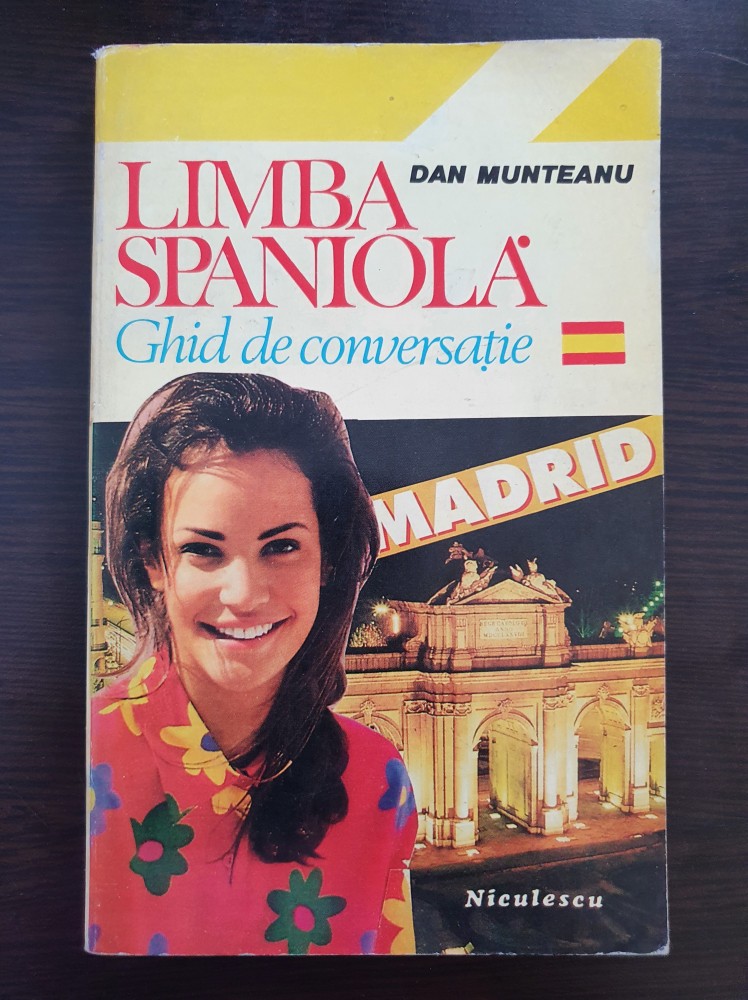 DAN MUNTEANU
LIMBA
SPANIOLĂ
Ghid de conversație
MADRID
Niculescu